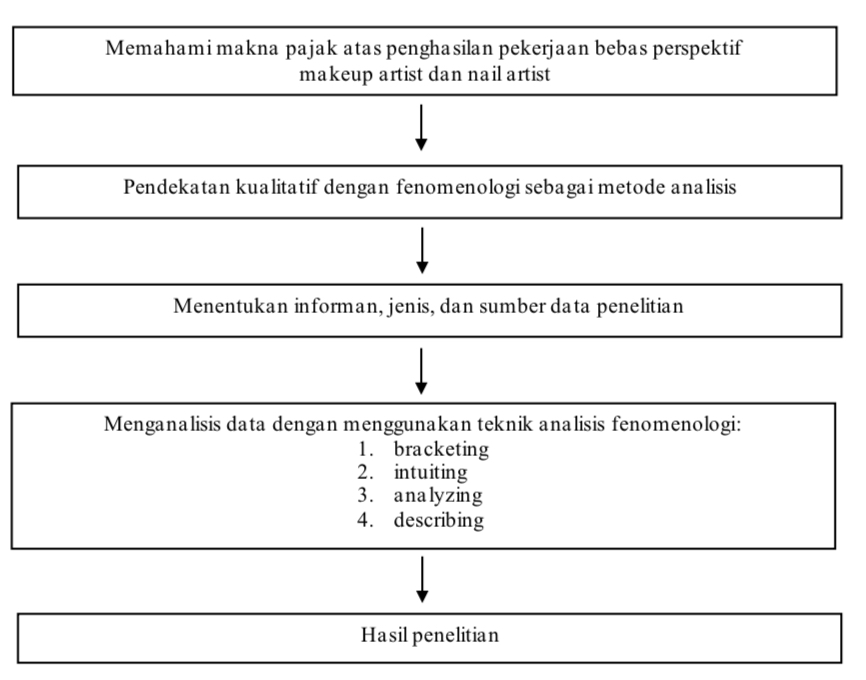 Memahami makna pajak atas penghasilan pekerjaan bebas perspektif
makeup artist dan nail artist
Pendekatan kualitatif dengan fenomenologi sebagai metode analisis
Menentukan informan, jenis, dan sumber data penelitian
Menganalisis data dengan menggunakan teknik analisis fenomenologi:
1. bracketing
2. intuiting
3. analyzing
4. describing
Hasil penelitian